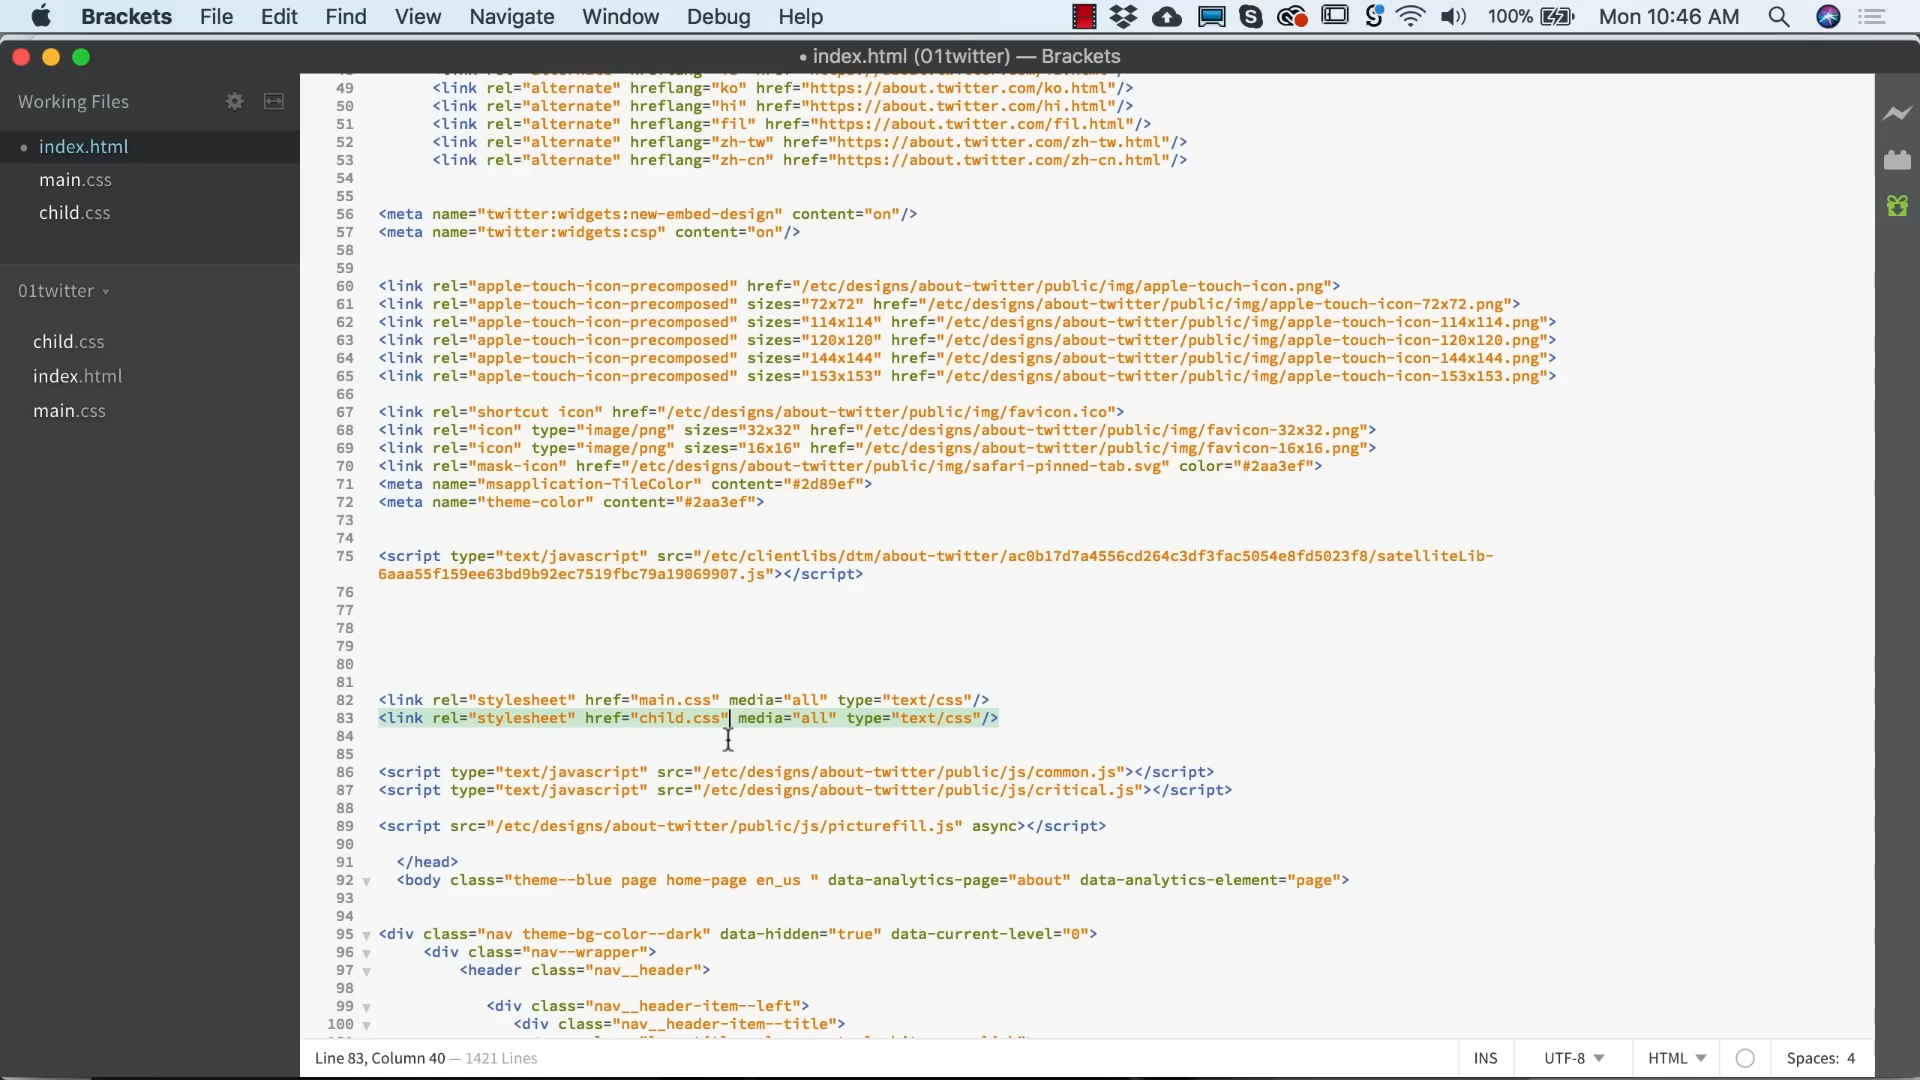 Brackets File Edit Find View Navigate Window Debug Help 100% Mon 10:46 AM
• index.html (01twitter) — Brackets
Working Files
• index.html
main.css
child.css
01twitter
child.css
index.html
main.css
49 <link rel="alternate" hreflang="ko" href="https://about.twitter.com/ko.html"/>
50 <link rel="alternate" hreflang="hi" href="https://about.twitter.com/hi.html"/>
51 <link rel="alternate" hreflang="fil" href="https://about.twitter.com/fil.html"/>
52 <link rel="alternate" hreflang="zh-tw" href="https://about.twitter.com/zh-tw.html"/>
53 <link rel="alternate" hreflang="zh-cn" href="https://about.twitter.com/zh-cn.html"/>
54
55
56 <meta name="twitter:widgets:new-embed-design" content="on"/>
57 <meta name="twitter:widgets:csp" content="on"/>
58
59
60 <link rel="apple-touch-icon-precomposed" href="/etc/designs/about-twitter/public/img/apple-touch-icon.png">
61 <link rel="apple-touch-icon-precomposed" sizes="72x72" href="/etc/designs/about-twitter/public/img/apple-touch-icon-72x72.png">
62 <link rel="apple-touch-icon-precomposed" sizes="114x114" href="/etc/designs/about-twitter/public/img/apple-touch-icon-114x114.png">
63 <link rel="apple-touch-icon-precomposed" sizes="120x120" href="/etc/designs/about-twitter/public/img/apple-touch-icon-120x120.png">
64 <link rel="apple-touch-icon-precomposed" sizes="144x144" href="/etc/designs/about-twitter/public/img/apple-touch-icon-144x144.png">
65 <link rel="apple-touch-icon-precomposed" sizes="153x153" href="/etc/designs/about-twitter/public/img/apple-touch-icon-153x153.png">
66
67 <link rel="shortcut icon" href="/etc/designs/about-twitter/public/img/favicon.ico">
68 <link rel="icon" type="image/png" sizes="32x32" href="/etc/designs/about-twitter/public/img/favicon-32x32.png">
69 <link rel="icon" type="image/png" sizes="16x16" href="/etc/designs/about-twitter/public/img/favicon-16x16.png">
70 <link rel="mask-icon" href="/etc/designs/about-twitter/public/img/safari-pinned-tab.svg" color="#2aa3ef">
71 <meta name="msapplication-TileColor" content="#2d89ef">
72 <meta name="theme-color" content="#2aa3ef">
73
74
75 <script type="text/javascript" src="/etc/clientlibs/dtm/about-twitter/ac0b17d7a4556cd264c3df3fac5054e8fd5023f8/satelliteLib-
6aaa55f159ee63bd9b92ec7519fbc79a19069907.js"></script>
76
77
78
79
80
81
82 <link rel="stylesheet" href="main.css" media="all" type="text/css"/>
83 <link rel="stylesheet" href="child.css" media="all" type="text/css"/>
84
85
86 <script type="text/javascript" src="/etc/designs/about-twitter/public/js/common.js"></script>
87 <script type="text/javascript" src="/etc/designs/about-twitter/public/js/critical.js"></script>
88
89 <script src="/etc/designs/about-twitter/public/js/picturefill.js" async></script>
90
91 </head>
92 <body class="theme--blue page home-page en_us " data-analytics-page="about" data-analytics-element="page">
93
94
95 <div class="nav theme-bg-color--dark" data-hidden="true" data-current-level="0">
96 <div class="nav--wrapper">
97 <header class="nav__header">
98
99 <div class="nav__header-item--left">
100 <div class="nav__header-item--title">
Line 83, Column 40 — 1421 Lines INS UTF-8 HTML Spaces: 4